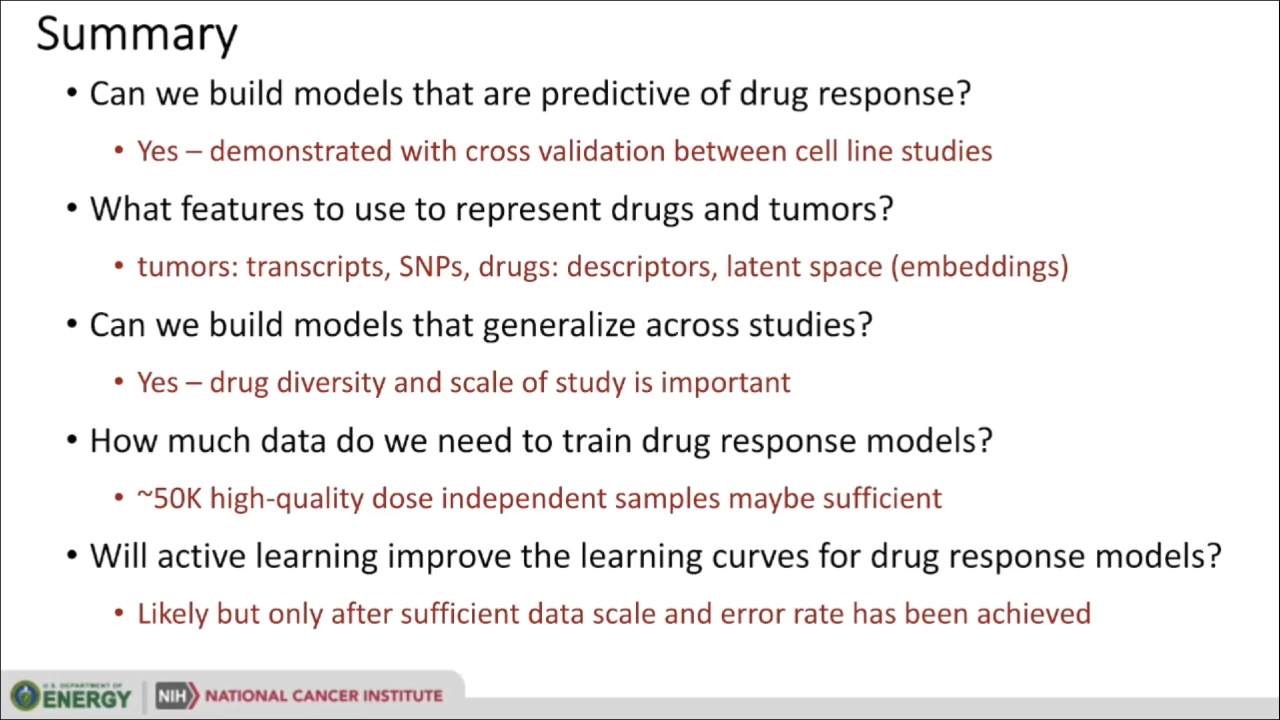 Summary
• Can we build models that are predictive of drug response?
• Yes – demonstrated with cross validation between cell line studies
• What features to use to represent drugs and tumors?
• tumors: transcripts, SNPs, drugs: descriptors, latent space (embeddings)
• Can we build models that generalize across studies?
• Yes – drug diversity and scale of study is important
• How much data do we need to train drug response models?
• ~50K high-quality dose independent samples maybe sufficient
• Will active learning improve the learning curves for drug response models?
• Likely but only after sufficient data scale and error rate has been achieved
U.S. DEPARTMENT OF
ENERGY
NIH NATIONAL CANCER INSTITUTE